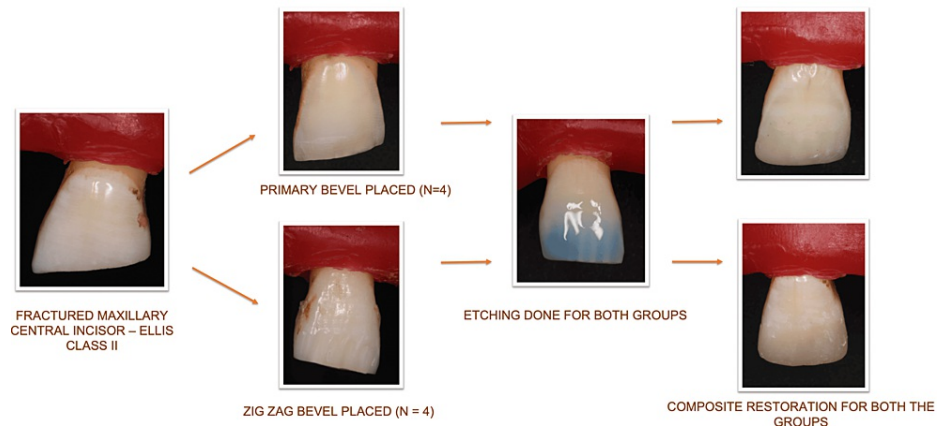 PRIMARY BEVEL PLACED (N=4)
FRACTURED MAXILLARY
CENTRAL INCISOR – ELLIS
CLASS II
ETCHING DONE FOR BOTH GROUPS
ZIG ZAG BEVEL PLACED (N = 4)
COMPOSITE RESTORATION FOR BOTH THE
GROUPS